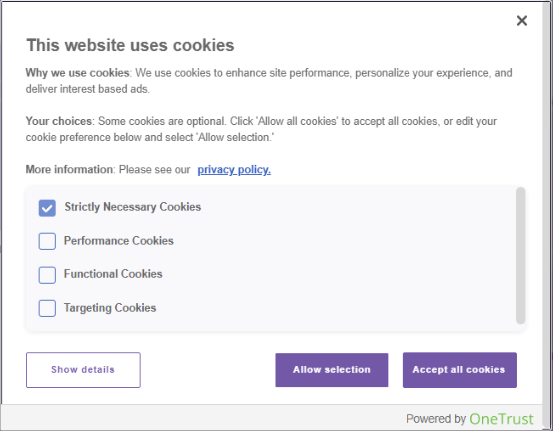 This website uses cookies
Why we use cookies: We use cookies to enhance site performance, personalize your experience, and
deliver interest based ads.
Your choices: Some cookies are optional. Click 'Allow all cookies' to accept all cookies, or edit your
cookie preference below and select 'Allow selection.'
More information: Please see our privacy policy.
Strictly Necessary Cookies
Performance Cookies
Functional Cookies
Targeting Cookies
Show details
Allow selection
Accept all cookies
Powered by OneTrust